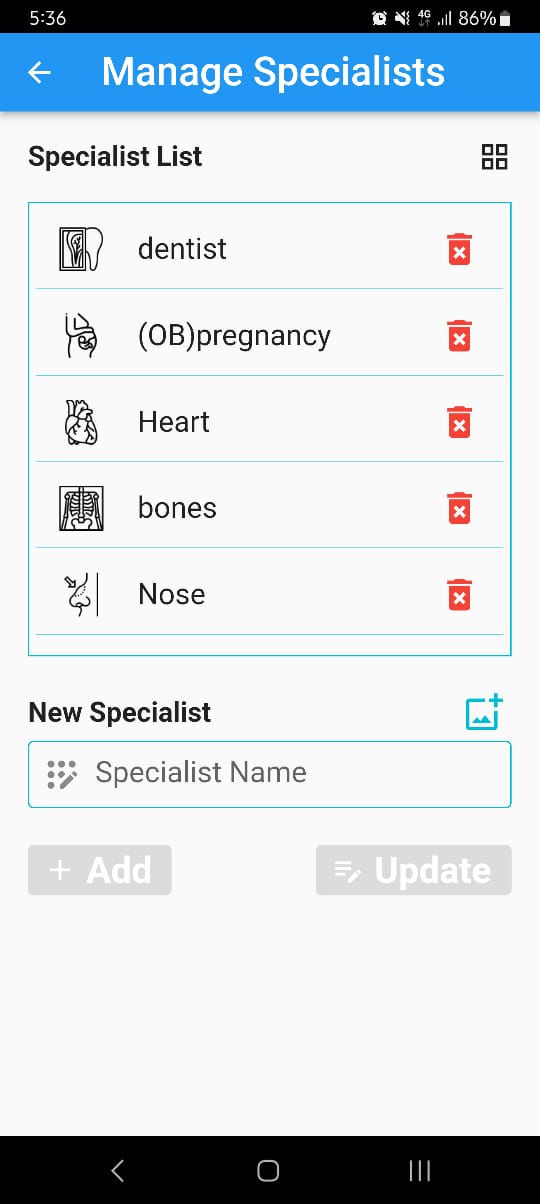 5:36
4G 86%
Manage Specialists
Specialist List
dentist
(OB)pregnancy
Heart
bones
Nose
New Specialist
Specialist Name
+ Add
Update